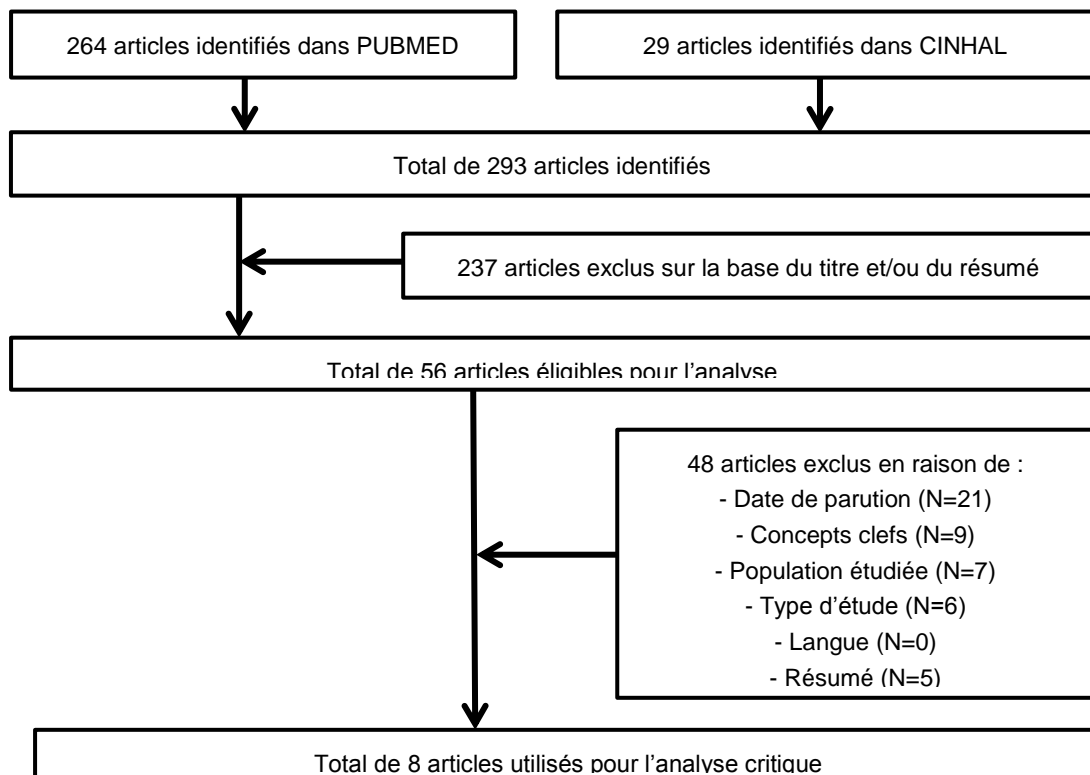 264 articles identifiés dans PUBMED
29 articles identifiés dans CINHAL
Total de 293 articles identifiés
237 articles exclus sur la base du titre et/ou du résumé
Total de 56 articles éligibles pour l'analyse
48 articles exclus en raison de :
- Date de parution (N=21)
- Concepts clefs (N=9)
- Population étudiée (N=7)
- Type d'étude (N=6)
- Langue (N=0)
- Résumé (N=5)
Total de 8 articles utilisés pour l'analyse critique